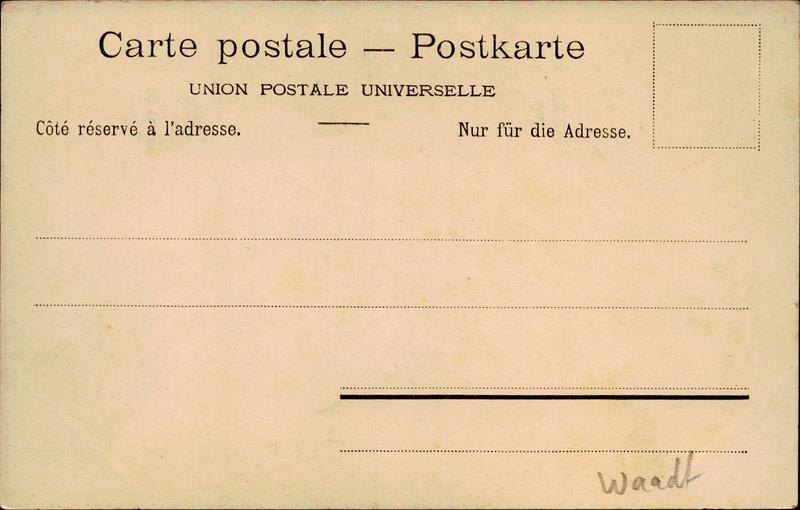 Carte postale — Postkarte
UNION POSTALE UNIVERSELLE
Côté réservé à l'adresse.
Nur für die Adresse.
Waadt